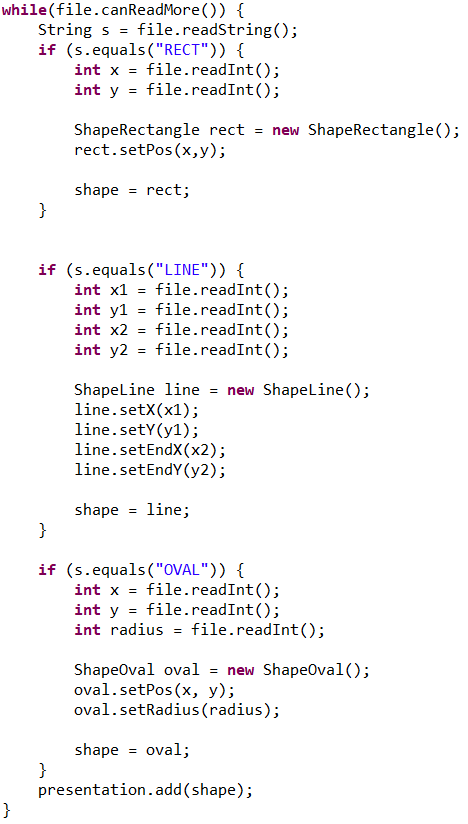 while(file.canReadMore()) {
    String s = file.readString();
    if (s.equals("RECT")) {
        int x = file.readInt();
        int y = file.readInt();

        ShapeRectangle rect = new ShapeRectangle();
        rect.setPos(x,y);

        shape = rect;
    }


    if (s.equals("LINE")) {
        int x1 = file.readInt();
        int y1 = file.readInt();
        int x2 = file.readInt();
        int y2 = file.readInt();

        ShapeLine line = new ShapeLine();
        line.setX(x1);
        line.setY(y1);
        line.setEndX(x2);
        line.setEndY(y2);

        shape = line;
    }

    if (s.equals("OVAL")) {
        int x = file.readInt();
        int y = file.readInt();
        int radius = file.readInt();

        ShapeOval oval = new ShapeOval();
        oval.setPos(x, y);
        oval.setRadius(radius);

        shape = oval;
    }
    presentation.add(shape);
}